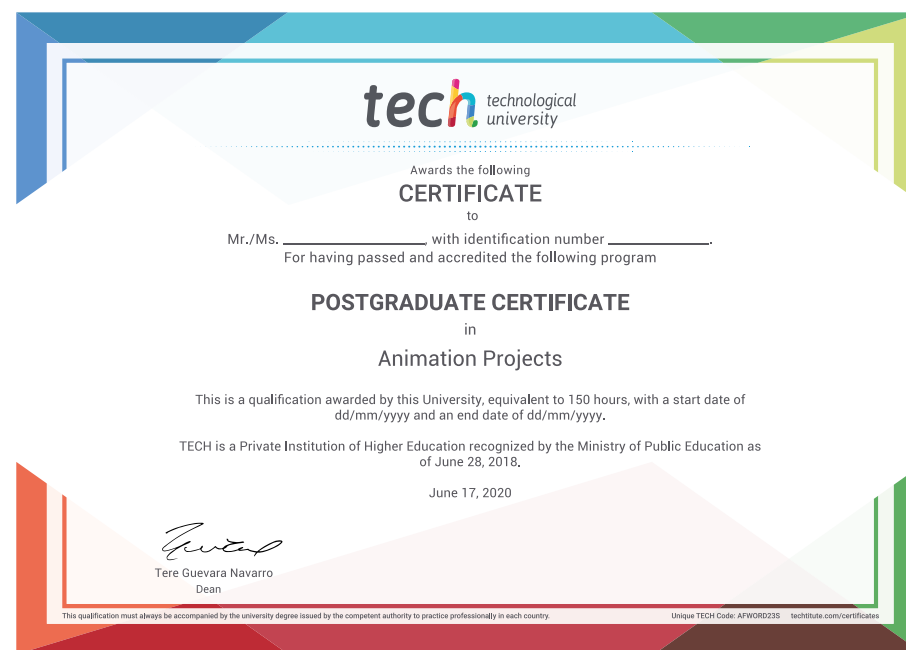 tech technological
university
Awards the following
CERTIFICATE
to
Mr./Ms. ____________________, with identification number ______________.
For having passed and accredited the following program
POSTGRADUATE CERTIFICATE
in
Animation Projects
This is a qualification awarded by this University, equivalent to 150 hours, with a start date of
dd/mm/yyyy and an end date of dd/mm/yyyy.
TECH is a Private Institution of Higher Education recognized by the Ministry of Public Education as
of June 28, 2018.
June 17, 2020
Tere Guevara Navarro
Dean
This qualification must always be accompanied by the university degree issued by the competent authority to practice professionally in each country. Unique TECH Code: AFWORD23S techtitute.com/certificates